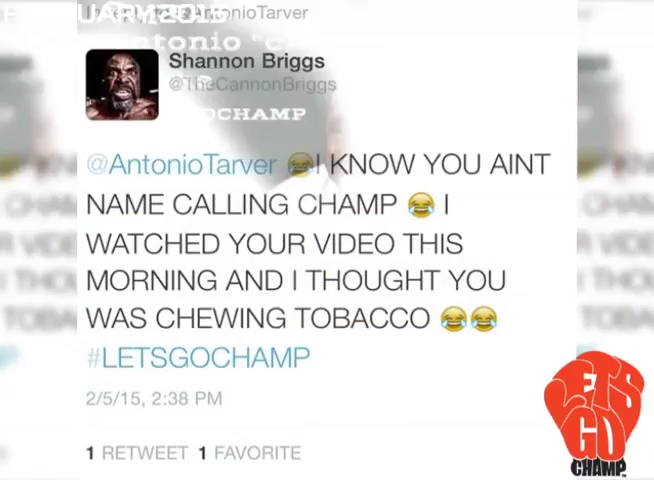 @AntonioTarver
Shannon Briggs
@TheCannonBriggs
@AntonioTarver 😂I KNOW YOU AINT
NAME CALLING CHAMP 😂 I
WATCHED YOUR VIDEO THIS
MORNING AND I THOUGHT YOU
WAS CHEWING TOBACCO 😂😂
#LETSGOCHAMP
2/5/15, 2:38 PM
1 RETWEET 1 FAVORITE
LETS
GO
CHAMP